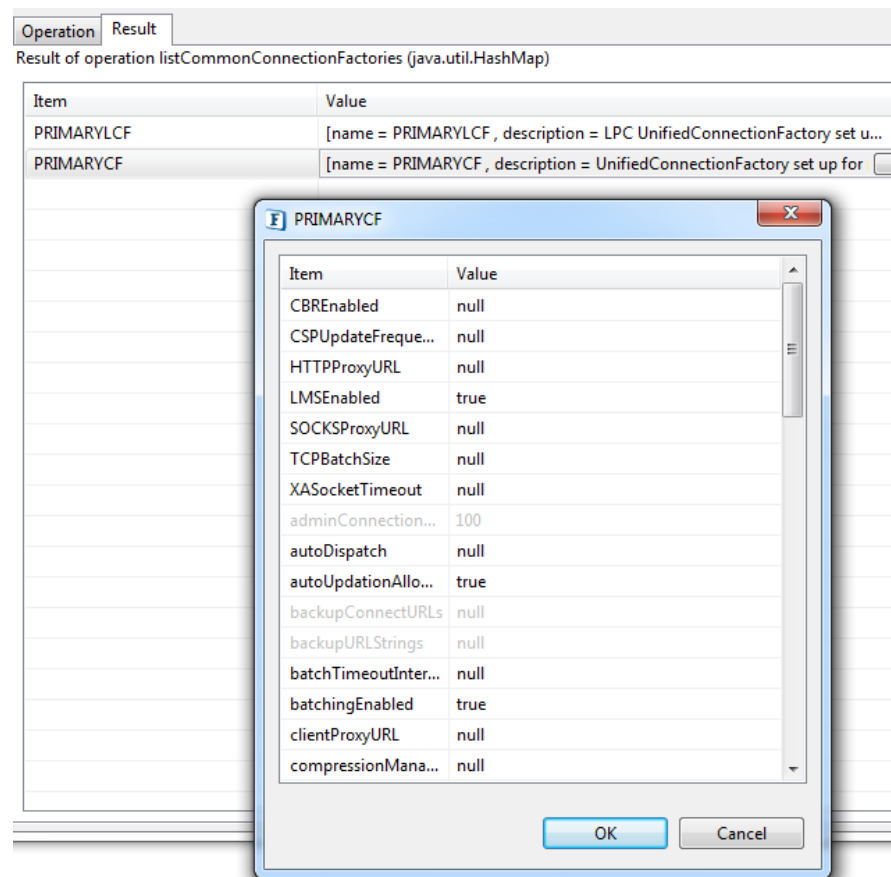 Operation Result
Result of operation listCommonConnectionFactories (java.util.HashMap)
Item Value
PRIMARYLCF [name = PRIMARYLCF , description = LPC UnifiedConnectionFactory set u...
PRIMARYCF [name = PRIMARYCF , description = UnifiedConnectionFactory set up for
F PRIMARYCF
Item Value
CBREnabled null
CSPUpdateFreque... null
HTTPProxyURL null
LMSEnabled true
SOCKSProxyURL null
TCPBatchSize null
XASocketTimeout null
adminConnection... 100
autoDispatch null
autoUpdationAllo... true
backupConnectURLs null
backupURLStrings null
batchTimeoutInter... null
batchingEnabled true
clientProxyURL null
compressionMana... null
OK Cancel